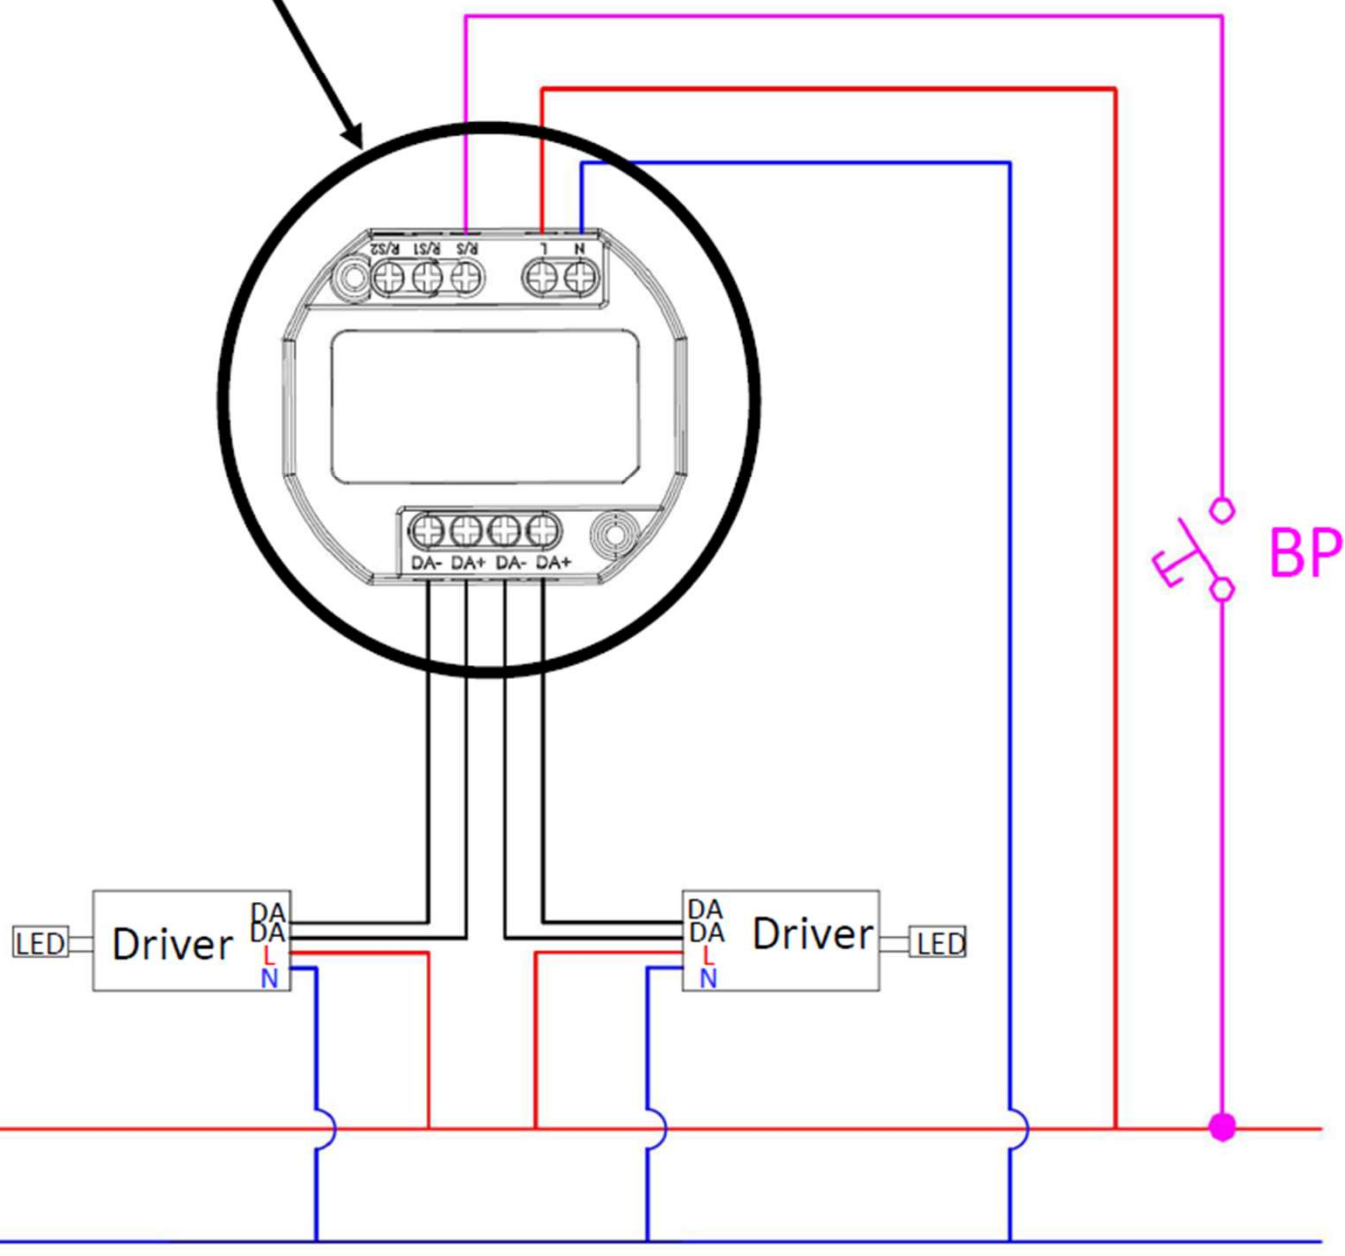 R/S2 R/S1 R/S L N
BP
DA- DA+ DA- DA+
DA
DA
L
N
Driver
LED
DA
DA
L
N
Driver
LED